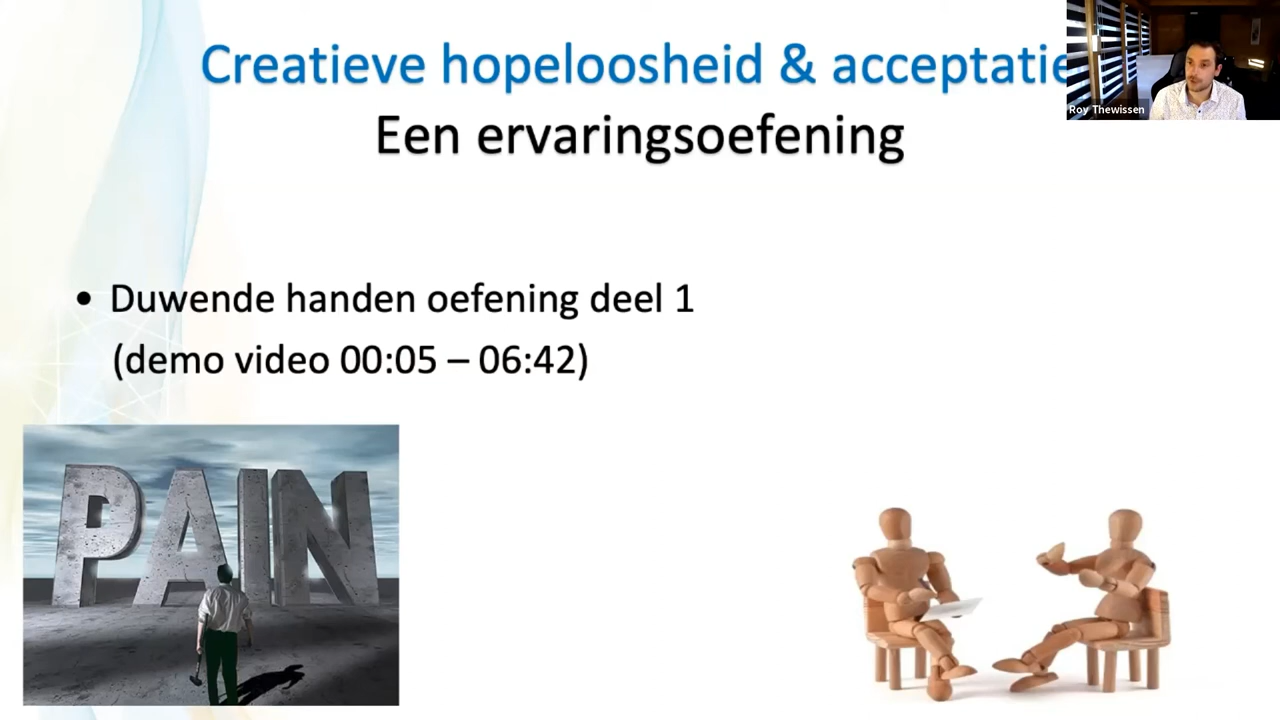 Creatieve hopeloosheid & acceptatie
Een ervaringsoefening
Roy Thewissen
• Duwende handen oefening deel 1
(demo video 00:05 – 06:42)
PAIN